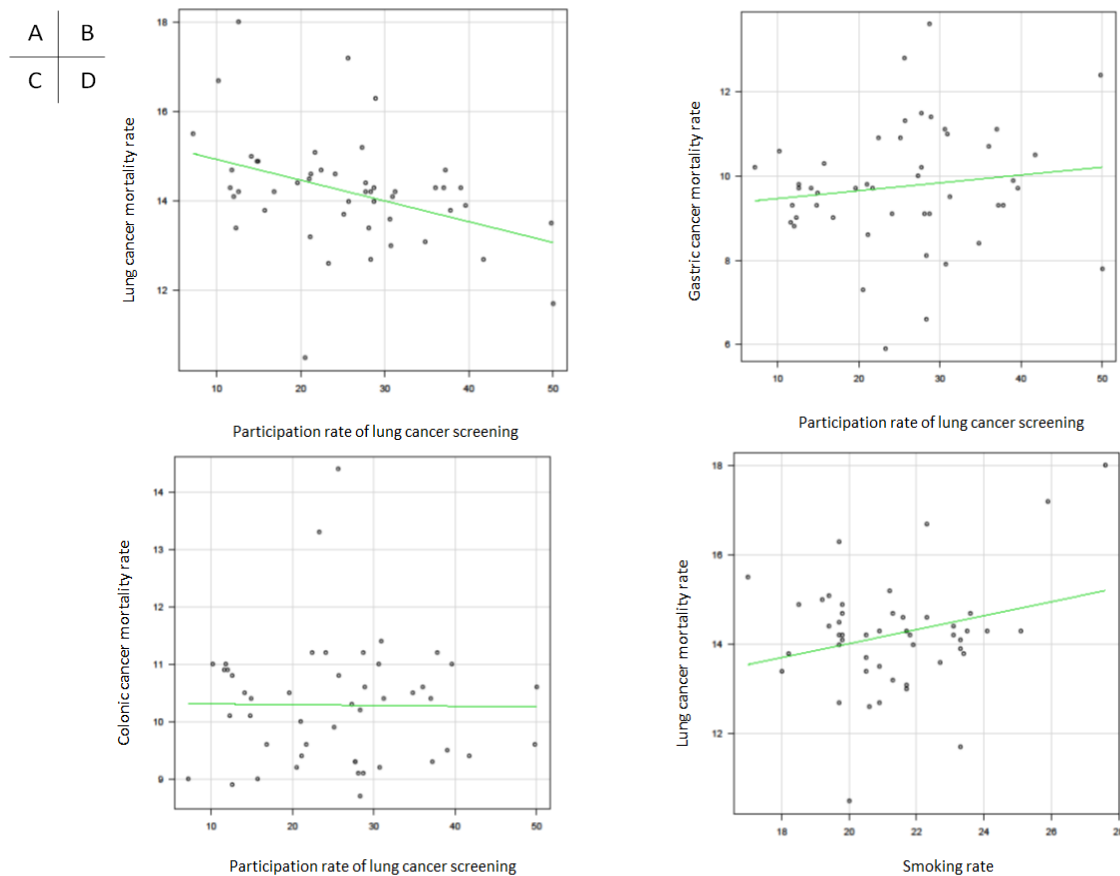 A B
C D
Lung cancer mortality rate
18
16
14
12
10 20 30 40 50
Participation rate of lung cancer screening
Gastric cancer mortality rate
12
10
8
6
10 20 30 40 50
Participation rate of lung cancer screening
Colonic cancer mortality rate
14
13
12
11
10
9
10 20 30 40 50
Participation rate of lung cancer screening
Lung cancer mortality rate
18
16
14
12
18 20 22 24 26
Smoking rate